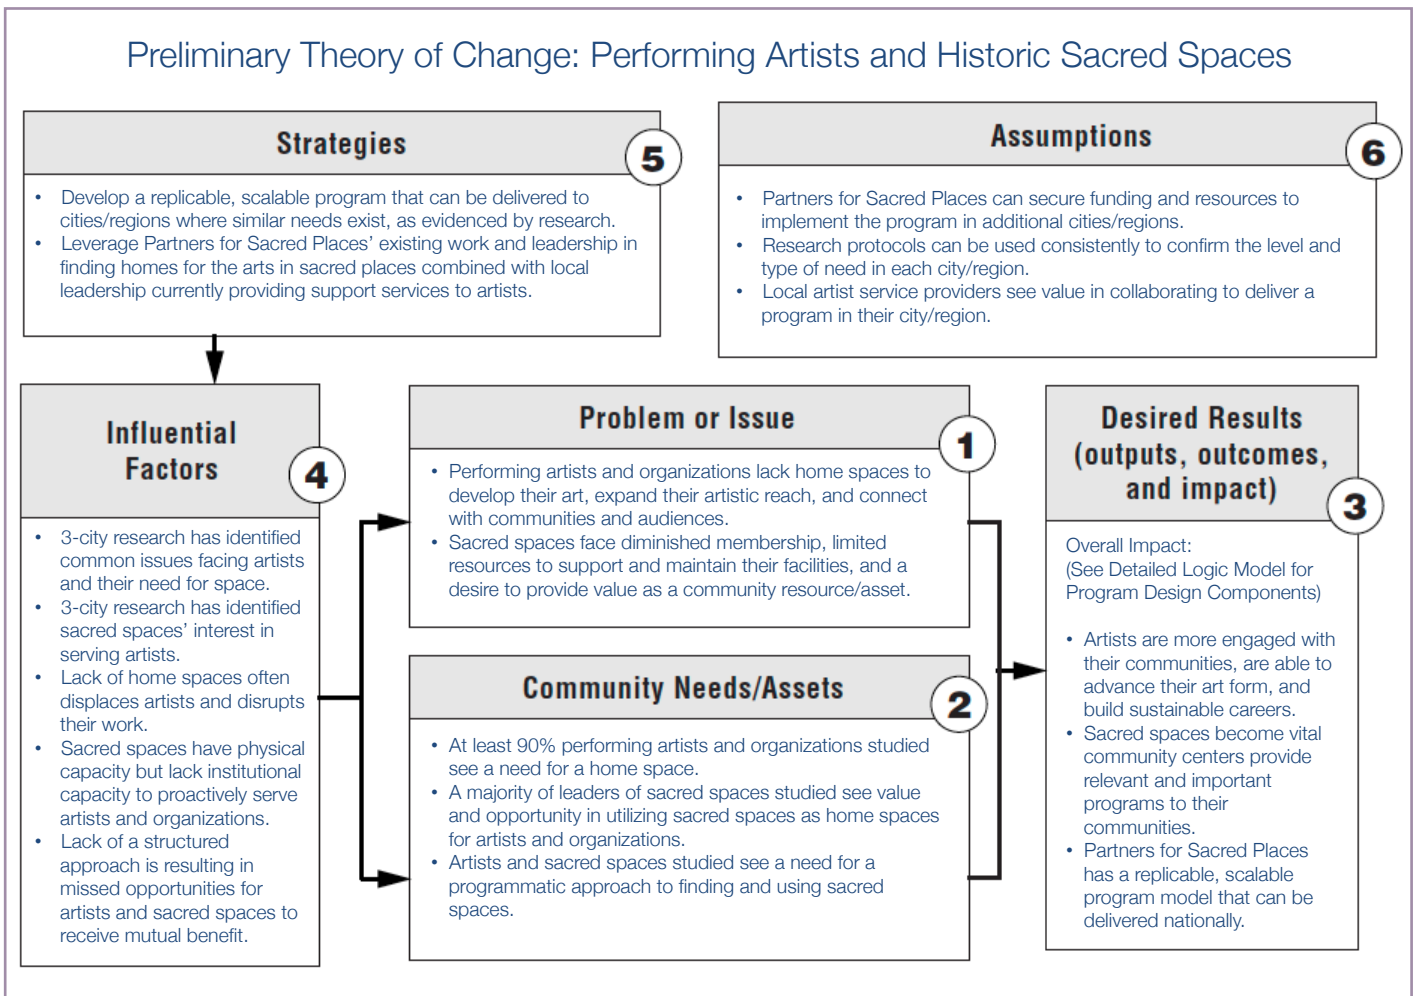 Preliminary Theory of Change: Performing Artists and Historic Sacred Spaces
Strategies
5
• Develop a replicable, scalable program that can be delivered to
cities/regions where similar needs exist, as evidenced by research.
• Leverage Partners for Sacred Places’ existing work and leadership in
finding homes for the arts in sacred places combined with local
leadership currently providing support services to artists.
Assumptions
6
• Partners for Sacred Places can secure funding and resources to
implement the program in additional cities/regions.
• Research protocols can be used consistently to confirm the level and
type of need in each city/region.
• Local artist service providers see value in collaborating to deliver a
program in their city/region.
Influential
Factors
4
• 3-city research has identified
common issues facing artists
and their need for space.
• 3-city research has identified
sacred spaces’ interest in
serving artists.
• Lack of home spaces often
displaces artists and disrupts
their work.
• Sacred spaces have physical
capacity but lack institutional
capacity to proactively serve
artists and organizations.
• Lack of a structured
approach is resulting in
missed opportunities for
artists and sacred spaces to
receive mutual benefit.
Problem or Issue
1
• Performing artists and organizations lack home spaces to
develop their art, expand their artistic reach, and connect
with communities and audiences.
• Sacred spaces face diminished membership, limited
resources to support and maintain their facilities, and a
desire to provide value as a community resource/asset.
Community Needs/Assets
2
• At least 90% performing artists and organizations studied
see a need for a home space.
• A majority of leaders of sacred spaces studied see value
and opportunity in utilizing sacred spaces as home spaces
for artists and organizations.
• Artists and sacred spaces studied see a need for a
programmatic approach to finding and using sacred
spaces.
Desired Results
(outputs, outcomes,
and impact)
3
Overall Impact:
(See Detailed Logic Model for
Program Design Components)
• Artists are more engaged with
their communities, are able to
advance their art form, and
build sustainable careers.
• Sacred spaces become vital
community centers provide
relevant and important
programs to their
communities.
• Partners for Sacred Places
has a replicable, scalable
program model that can be
delivered nationally.